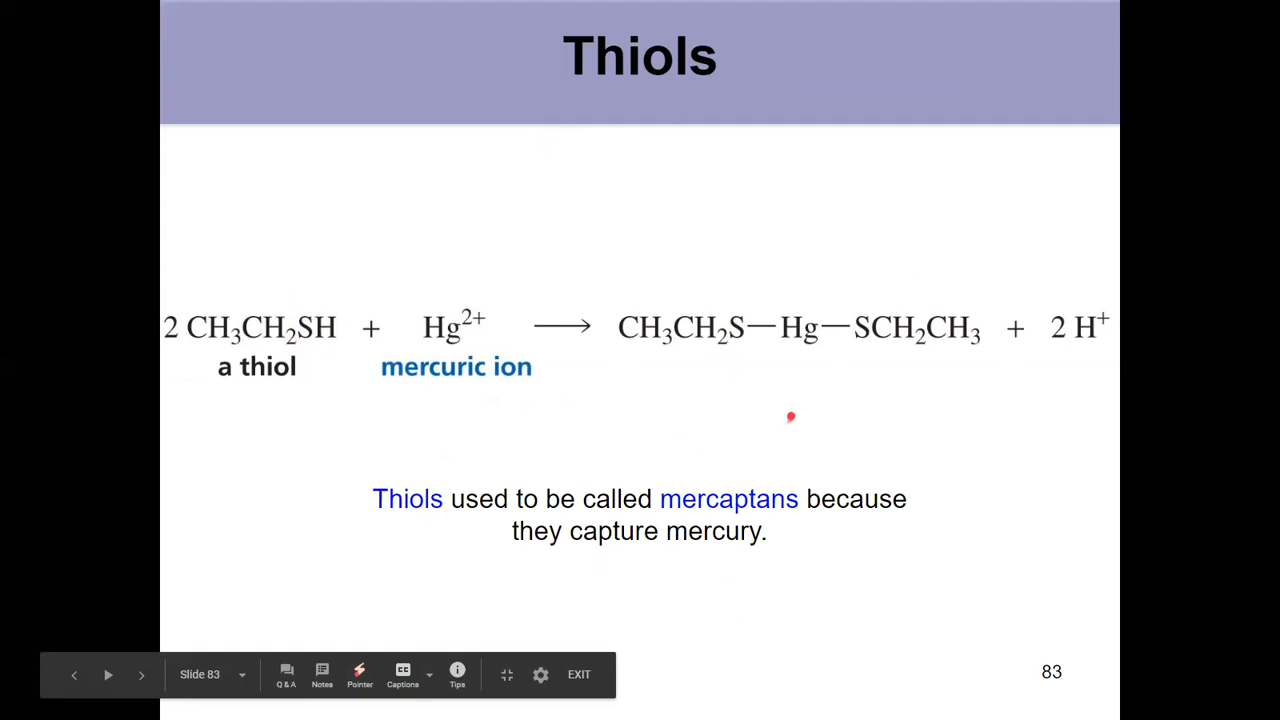 Thiols
2 CH₃CH₂SH + Hg²⁺ ⟶ CH₃CH₂S—Hg—SCH₂CH₃ + 2 H⁺
a thiol mercuric ion
Thiols used to be called mercaptans because
they capture mercury.
83
Slide 83 Q & A Notes Pointer CC Captions Tips EXIT